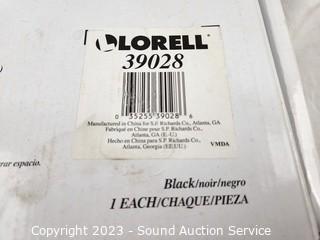 LORELL®
39028
0 35255 39028 6
Manufactured in China for S.P. Richards Co., Atlanta, GA
Fabriqué en Chine pour S.P. Richards Co.,
Atlanta, GA (E.-U.)
Hecho en China para S.P. Richards Co.,
Atlanta, Georgia (EE.UU.)
VMDA
rar espacio.
Black/noir/negro
1 EACH/CHAQUE/PIEZA
Copyright 2023 - Sound Auction Service